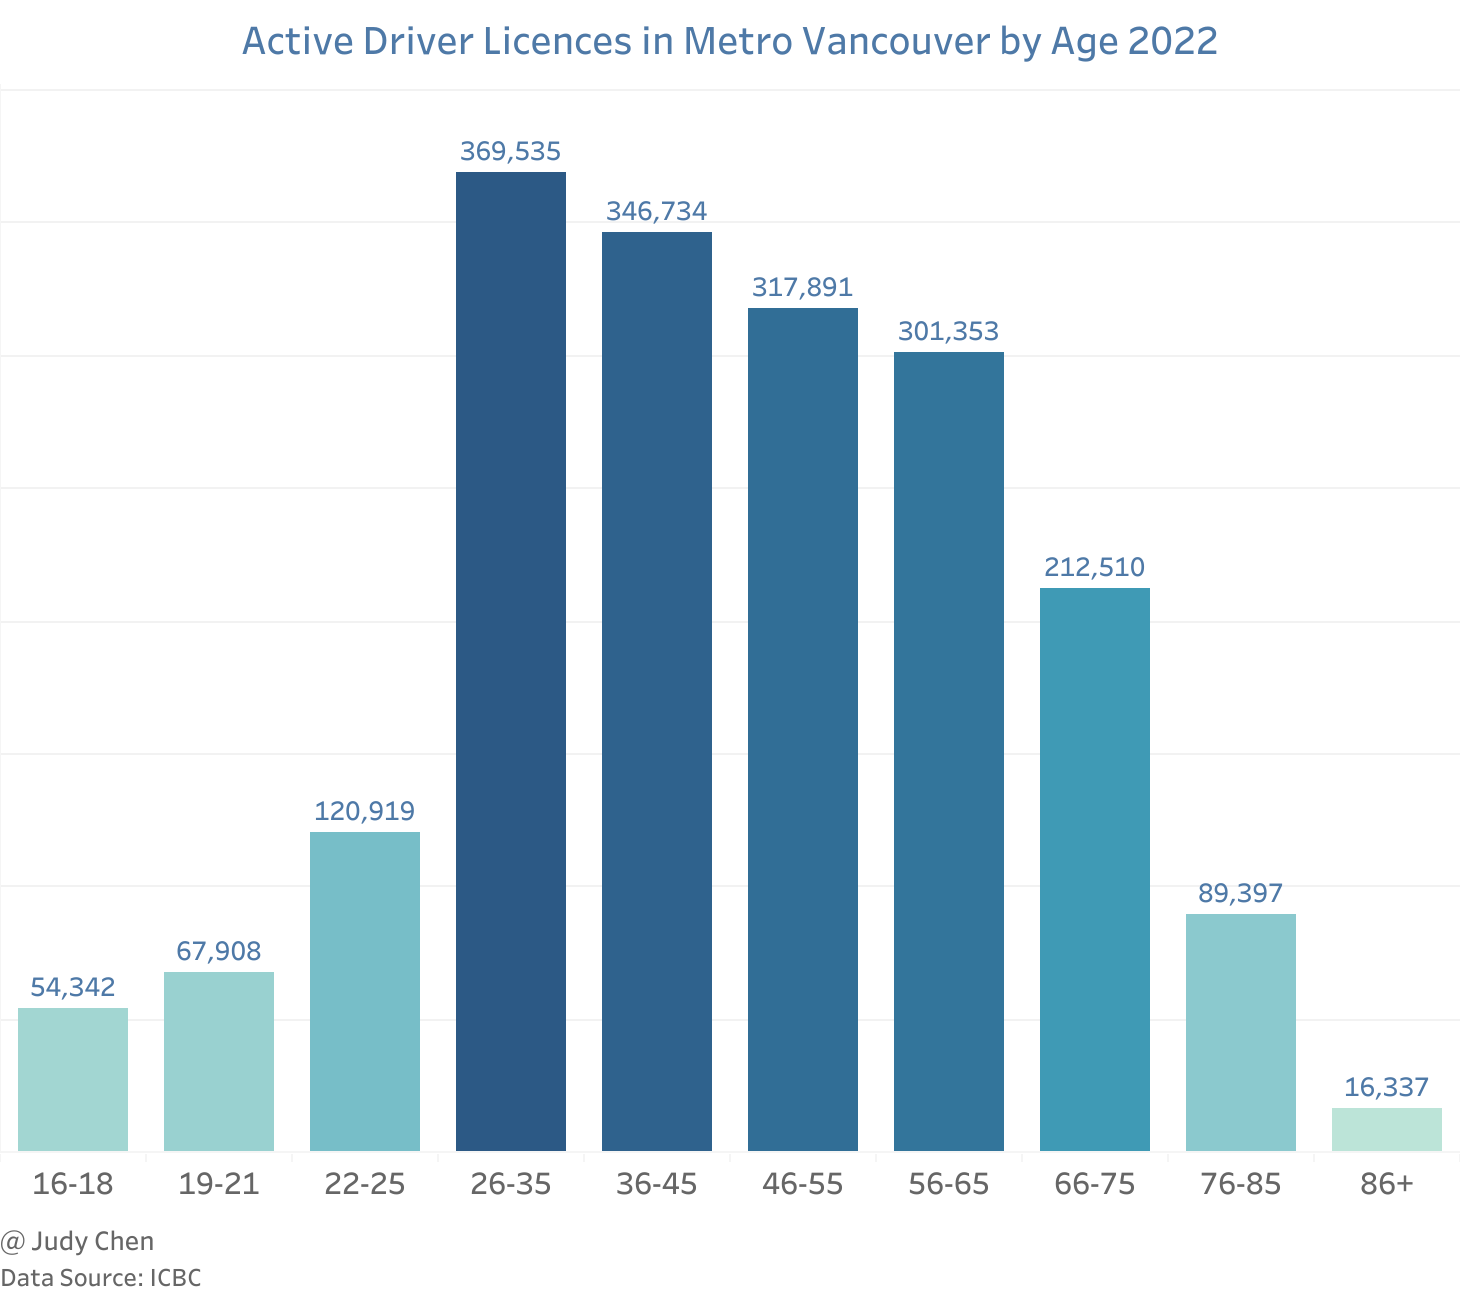 Active Driver Licences in Metro Vancouver by Age 2022
369,535
346,734
317,891
301,353
212,510
120,919
89,397
67,908
54,342
16,337
16-18 19-21 22-25 26-35 36-45 46-55 56-65 66-75 76-85 86+
@ Judy Chen
Data Source: ICBC